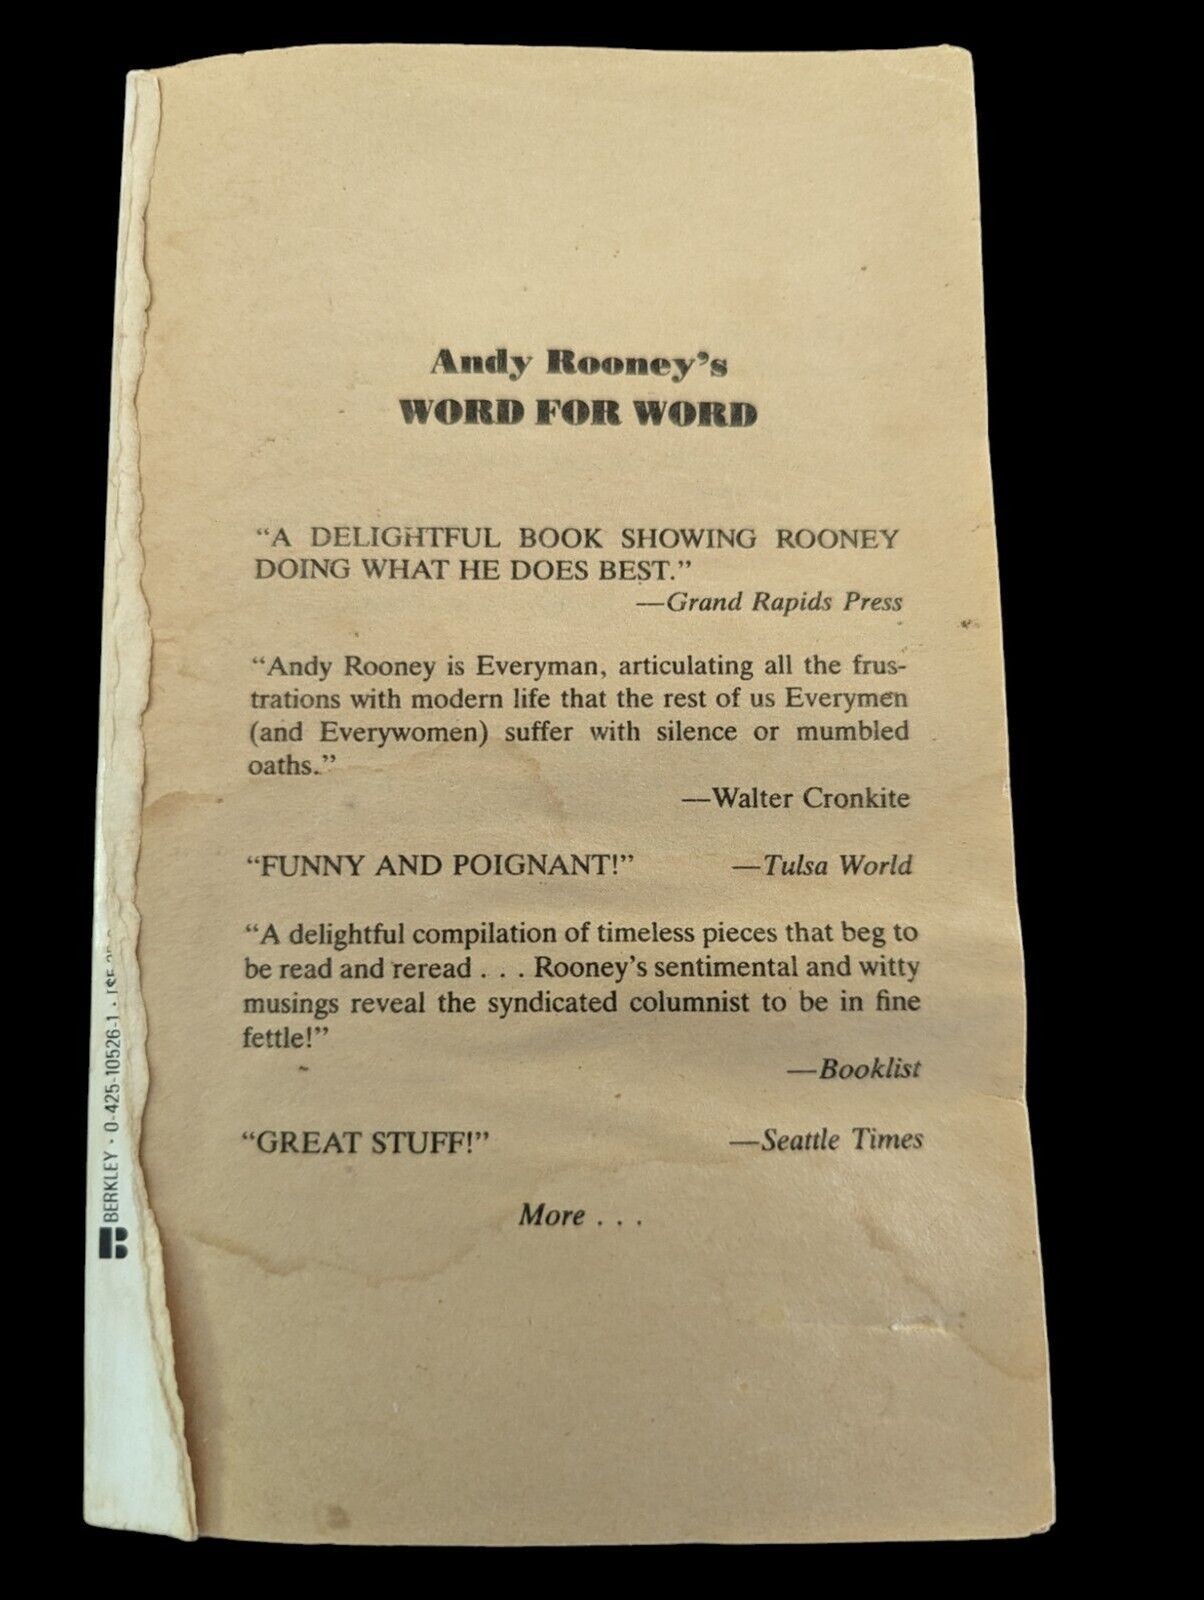 Andy Rooney's
WORD FOR WORD
“A DELIGHTFUL BOOK SHOWING ROONEY
DOING WHAT HE DOES BEST.”
—Grand Rapids Press
“Andy Rooney is Everyman, articulating all the frus-
trations with modern life that the rest of us Everymen
(and Everywomen) suffer with silence or mumbled
oaths.”
—Walter Cronkite
“FUNNY AND POIGNANT!” —Tulsa World
“A delightful compilation of timeless pieces that beg to
be read and reread . . . Rooney's sentimental and witty
musings reveal the syndicated columnist to be in fine
fettle!”
—Booklist
“GREAT STUFF!” —Seattle Times
More . . .
BERKLEY · 0-425-10526-1 ·